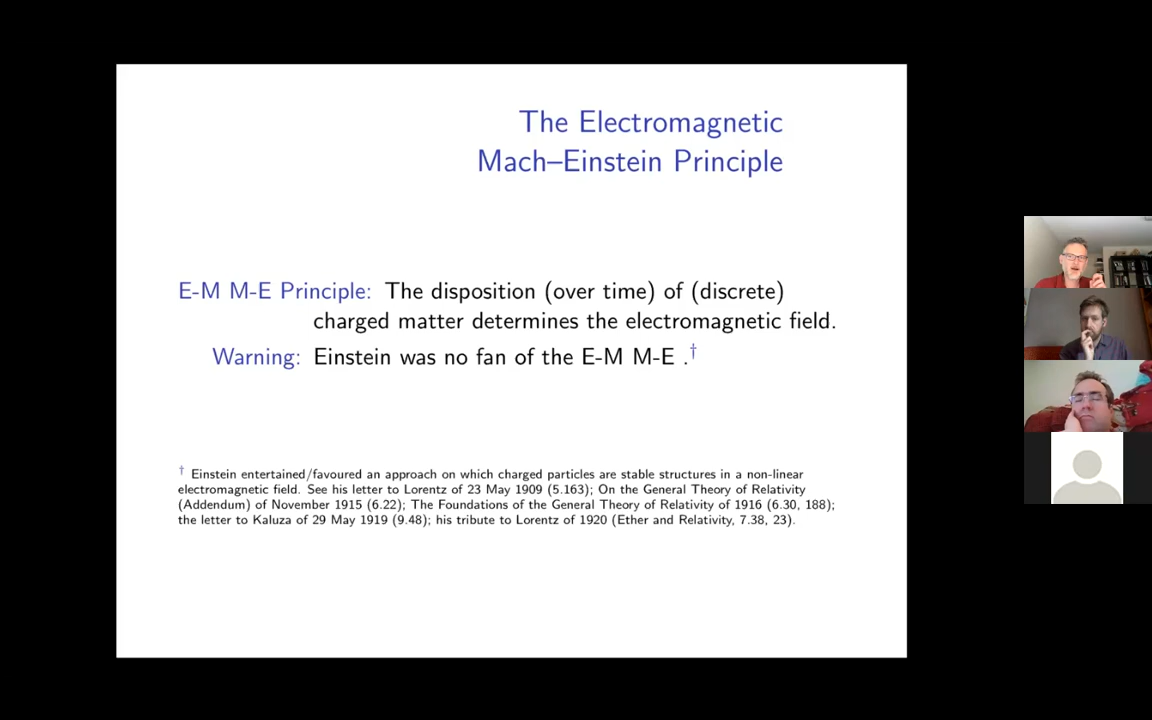 The Electromagnetic
Mach–Einstein Principle
E-M M-E Principle: The disposition (over time) of (discrete)
charged matter determines the electromagnetic field.
Warning: Einstein was no fan of the E-M M-E .†
† Einstein entertained/favoured an approach on which charged particles are stable structures in a non-linear
electromagnetic field. See his letter to Lorentz of 23 May 1909 (5.163); On the General Theory of Relativity
(Addendum) of November 1915 (6.22); The Foundations of the General Theory of Relativity of 1916 (6.30, 188);
the letter to Kaluza of 29 May 1919 (9.48); his tribute to Lorentz of 1920 (Ether and Relativity, 7.38, 23).